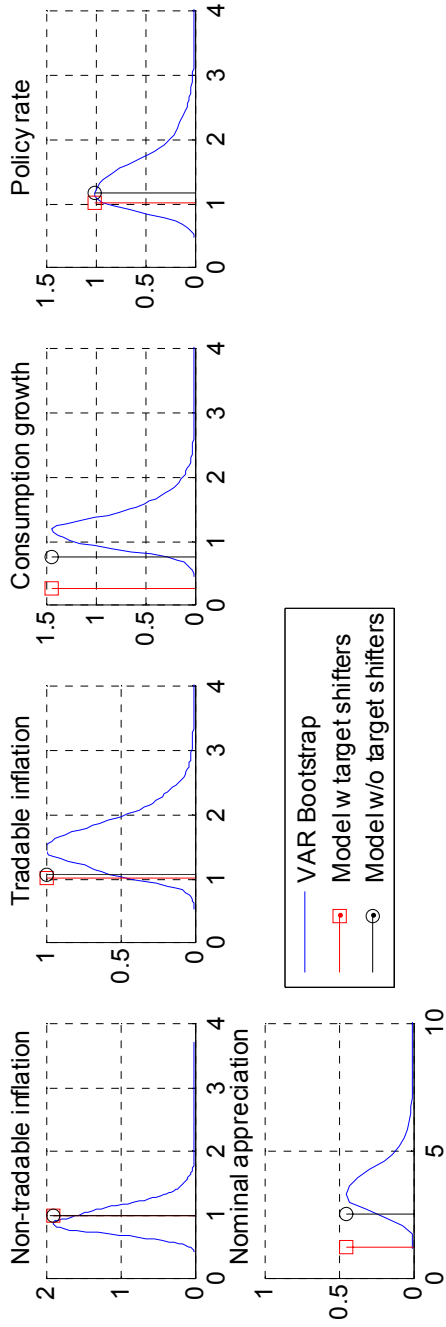 Non-tradable inflation
2
1
0
0 1 2 3 4
Tradable inflation
1
0.5
0
0 1 2 3 4
Consumption growth
1.5
1
0.5
0
0 1 2 3 4
Policy rate
1.5
1
0.5
0
0 1 2 3 4
Nominal appreciation
1
0.5
0
0 5 10
VAR Bootstrap
Model w target shifters
Model w/o target shifters